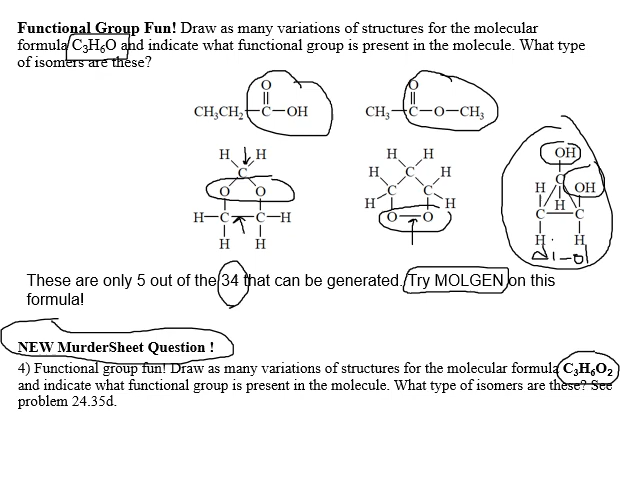 Functional Group Fun! Draw as many variations of structures for the molecular
formula C₃H₆O and indicate what functional group is present in the molecule. What type
of isomers are these?
O O
CH₃CH₂—C—OH CH₃—C—O—CH₃
H H H H OH
C H C H C
O O C C H OH
H—C C—H H H H
O—O C—C
H H H H
Di-ol
These are only 5 out of the 34 that can be generated. Try MOLGEN on this
formula!
NEW MurderSheet Question !
4) Functional group fun! Draw as many variations of structures for the molecular formula C₃H₆O₂
and indicate what functional group is present in the molecule. What type of isomers are these? See
problem 24.35d.